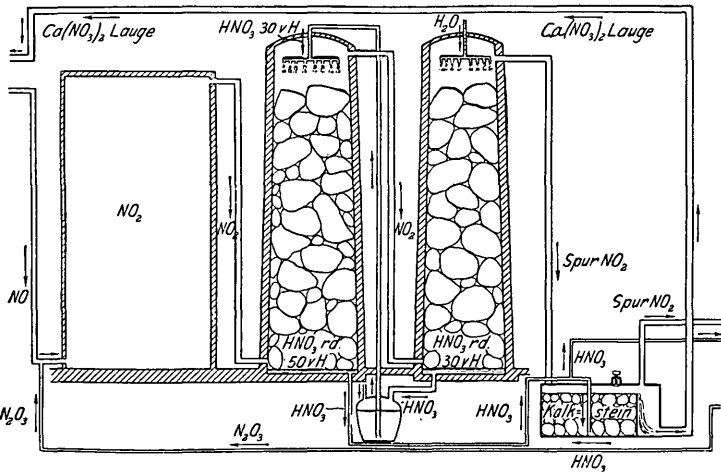 Ca(NO₃)₂ Lauge
HNO₃ 30 v H
H₂O
Ca(NO₃)₂ Lauge
NO₂
NO₂
NO₂
NO
Spur NO₂
Spur NO₂
HNO₃ rd.
50 v H
HNO₃ rd.
30 v H
HNO₃
HNO₃
HNO₃
HNO₃
Kalk=
stein
N₂O₃
N₂O₃
HNO₃